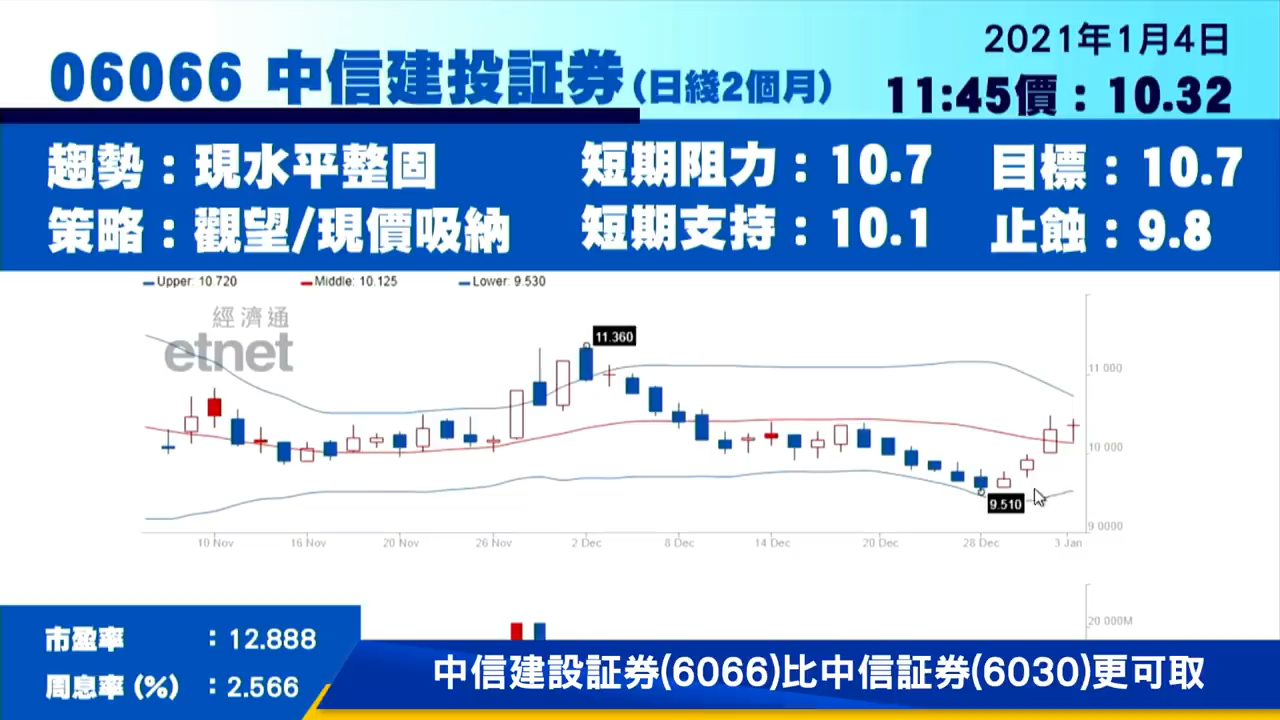 06066 中信建投証券(日綫2個月)
2021年1月4日
11:45價：10.32
趨勢：現水平整固
短期阻力：10.7
目標：10.7
策略：觀望/現價吸納
短期支持：10.1
止蝕：9.8
Upper: 10.720 Middle: 10.125 Lower: 9.530
經濟通
etnet
11.360
11 000
10 000
9.510
9 0000
10 Nov 16 Nov 20 Nov 26 Nov 2 Dec 8 Dec 14 Dec 20 Dec 28 Dec 3 Jan
20 000M
市盈率：12.888
周息率(%)：2.566
中信建設証券(6066)比中信証券(6030)更可取